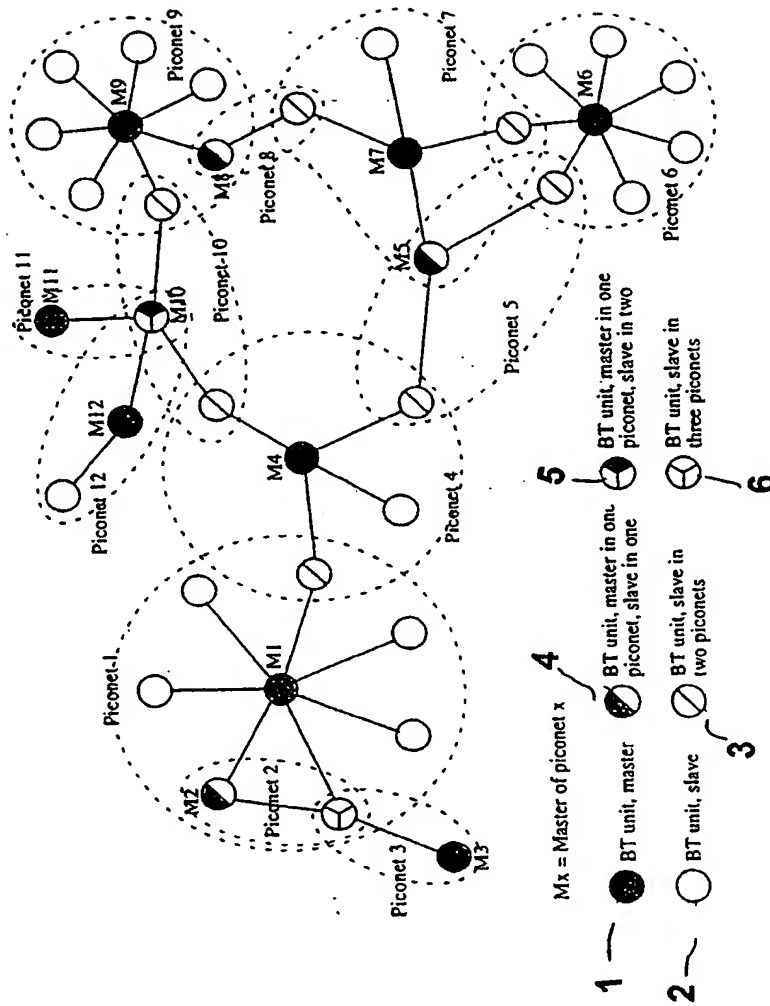 Piconet 9
M9
Piconet 11
M11
M10
M12
Piconet 12
Piconet-10
M8
Piconet 8
Piconet 7
M7
M6
Piconet 6
M5
Piconet 5
M4
Piconet 4
Piconet-1
M1
M2
Piconet 2
Piconet 3
M3
Mx = Master of piconet x
1
BT unit, master
4
BT unit, master in one
piconet, slave in one
5
BT unit, master in one
piconet, slave in two
2
BT unit, slave
3
BT unit, slave in
two piconets
6
BT unit, slave in
three piconets